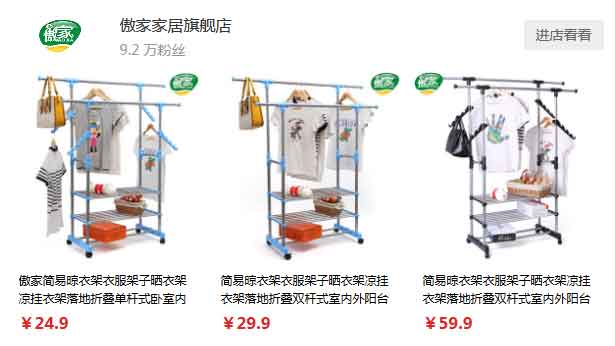 傲家
傲家家居旗舰店
9.2 万粉丝
进店看看
傲家
傲家
傲家
傲家简易晾衣架衣服架子晒衣架
凉挂衣架落地折叠单杆式卧室内
￥24.9
简易晾衣架衣服架子晒衣架凉挂
衣架落地折叠双杆式室内外阳台
￥29.9
简易晾衣架衣服架子晒衣架凉挂
衣架落地折叠双杆式室内外阳台
￥59.9